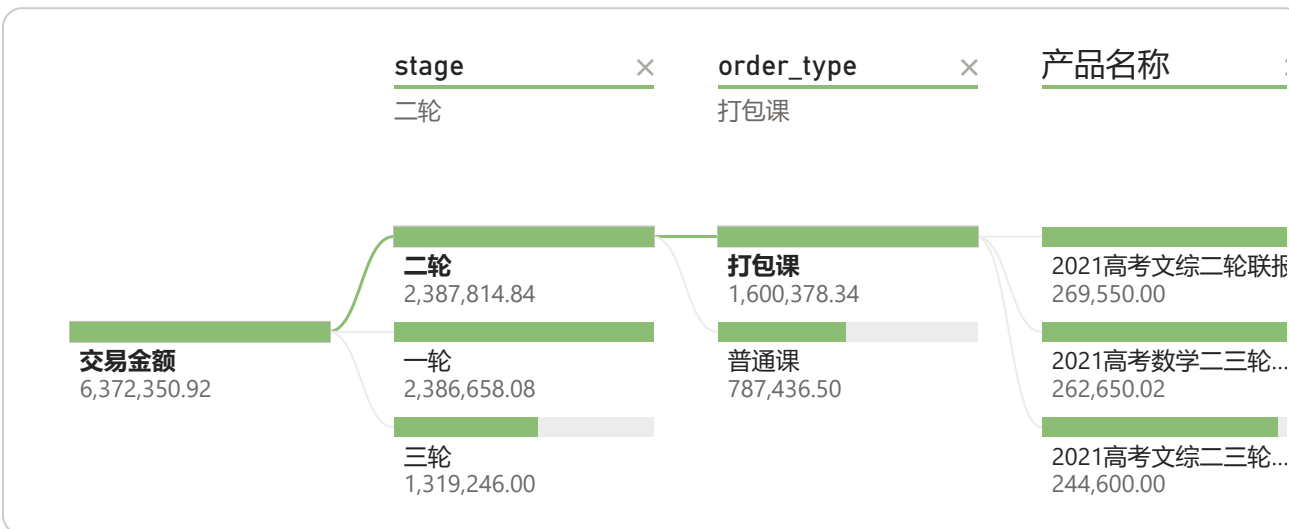 stage
order_type
产品名称
二轮
打包课
二轮
2,387,814.84
打包课
1,600,378.34
2021高考文综二轮联报
269,550.00
交易金额
6,372,350.92
一轮
2,386,658.08
普通课
787,436.50
2021高考数学二三轮...
262,650.02
三轮
1,319,246.00
2021高考文综二三轮...
244,600.00